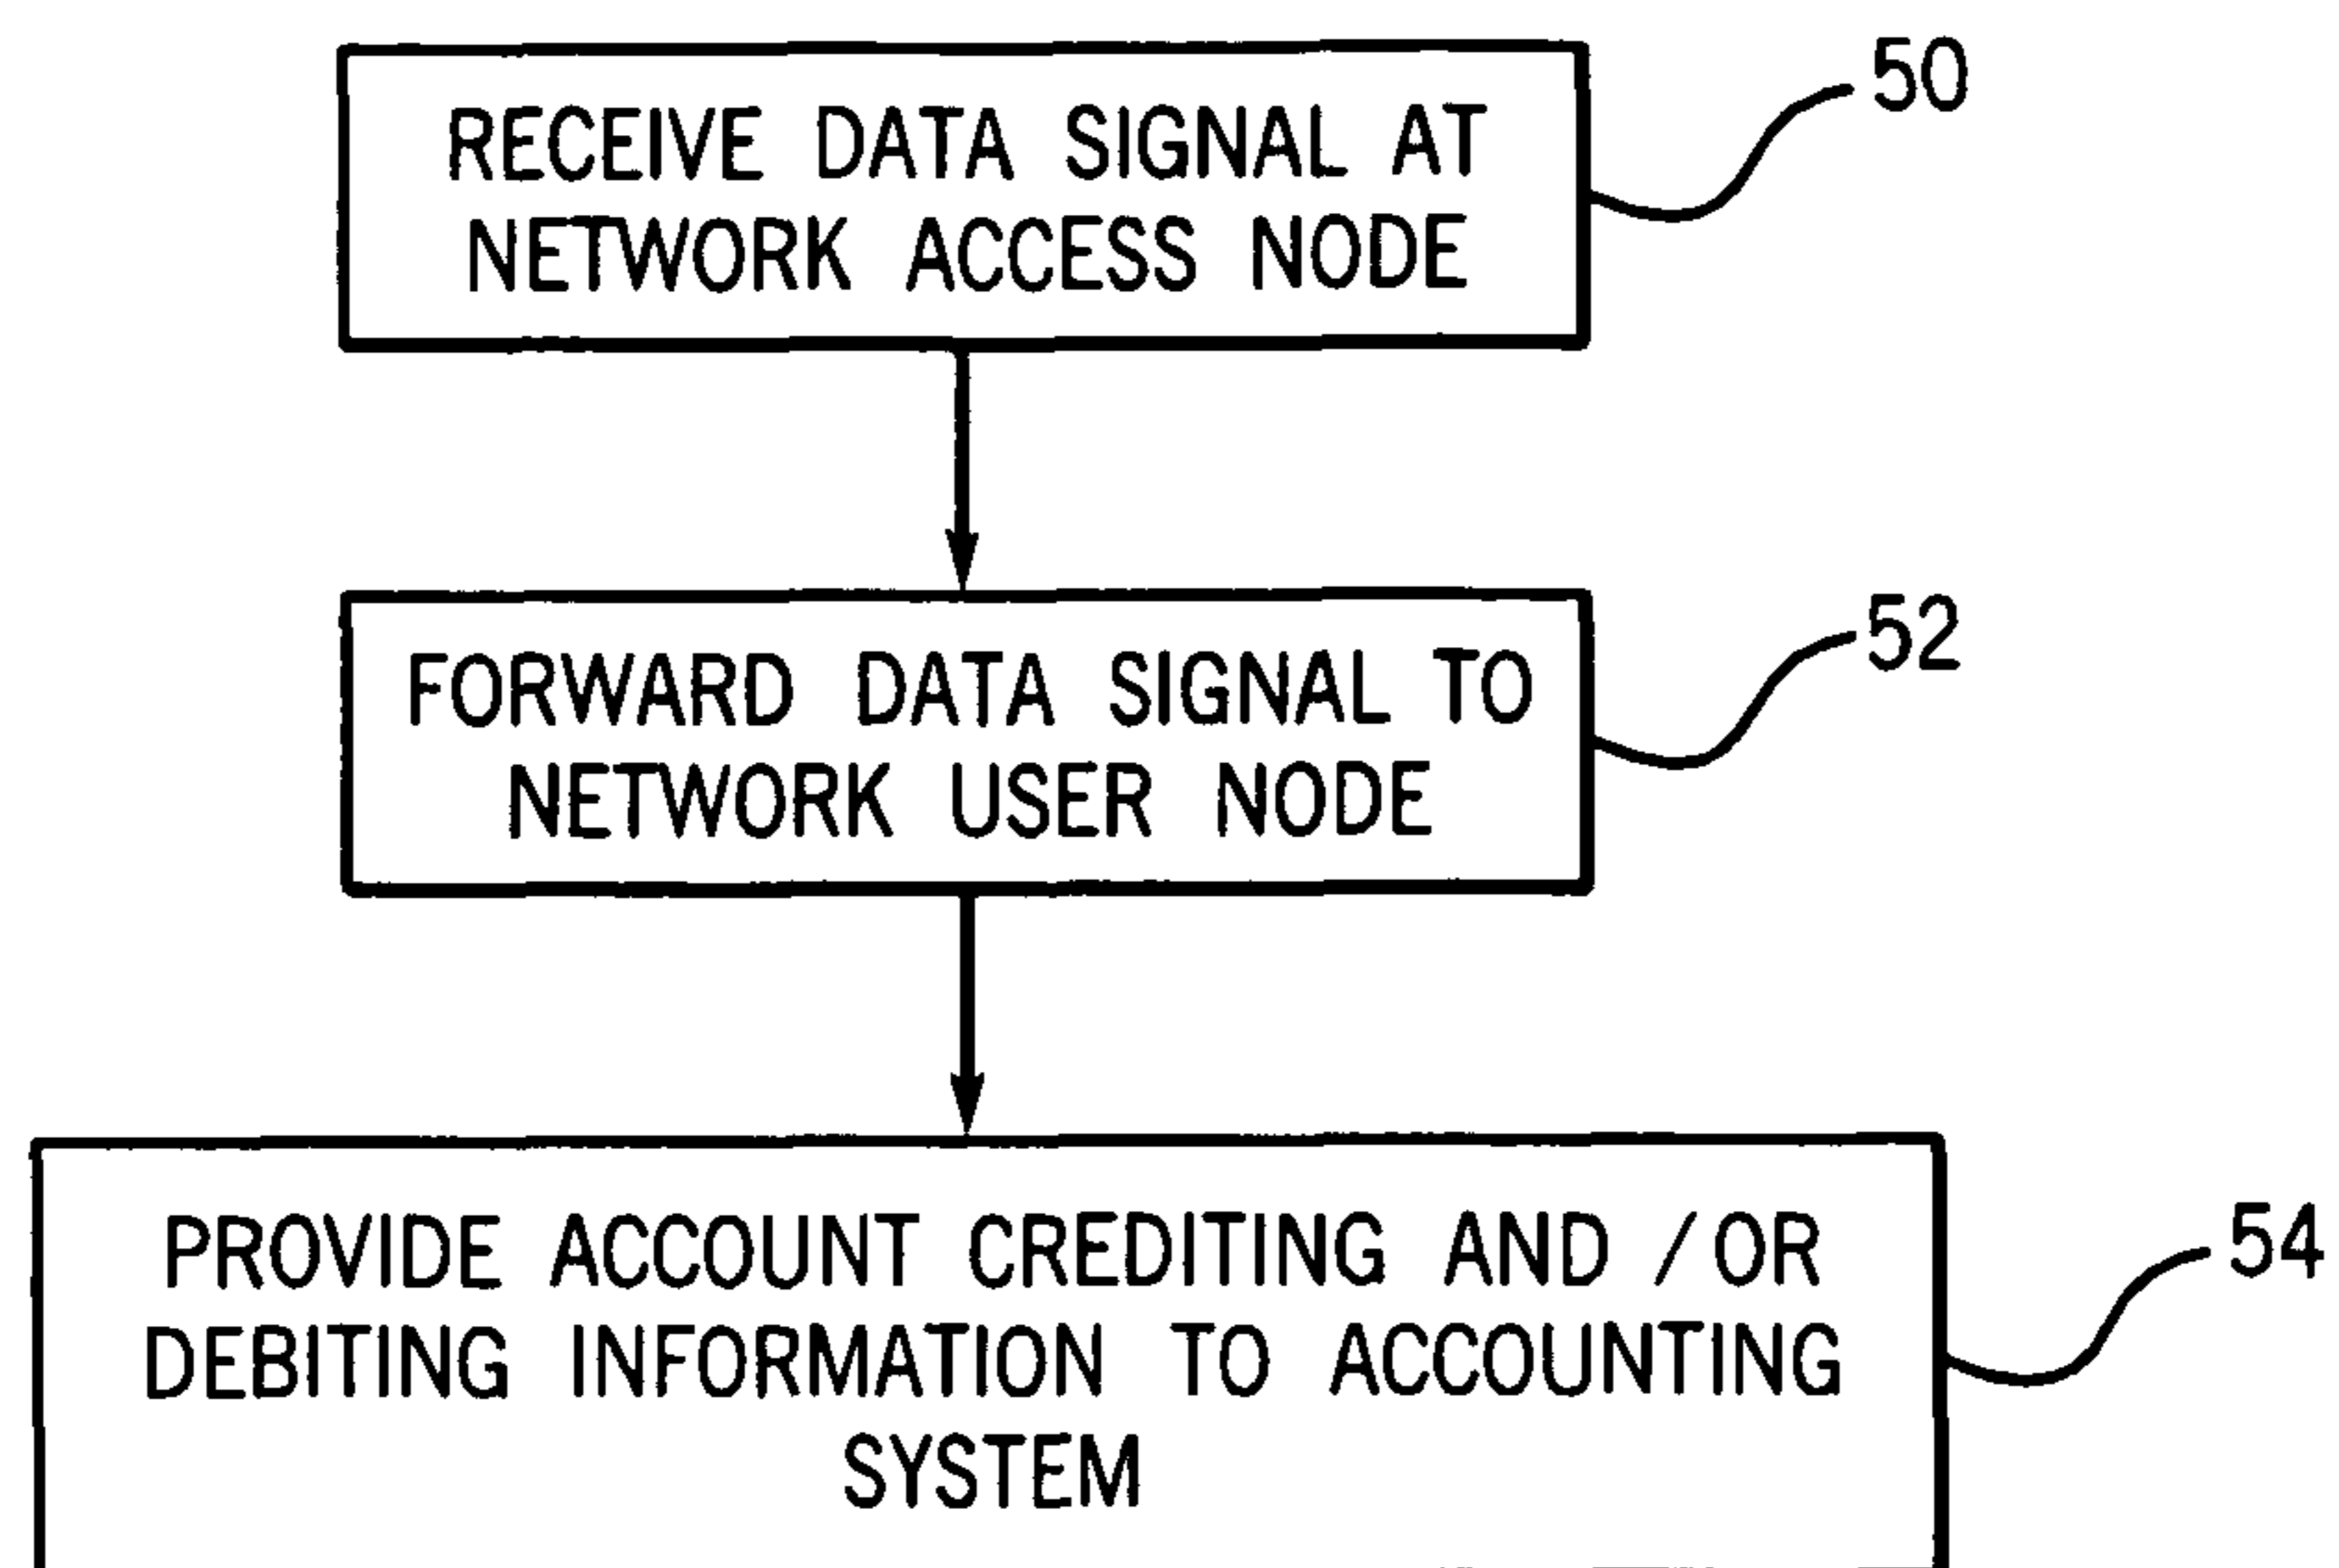 RECEIVE DATA SIGNAL AT
NETWORK ACCESS NODE
50
FORWARD DATA SIGNAL TO
NETWORK USER NODE
52
PROVIDE ACCOUNT CREDITING AND /OR
DEBITING INFORMATION TO ACCOUNTING
SYSTEM
54